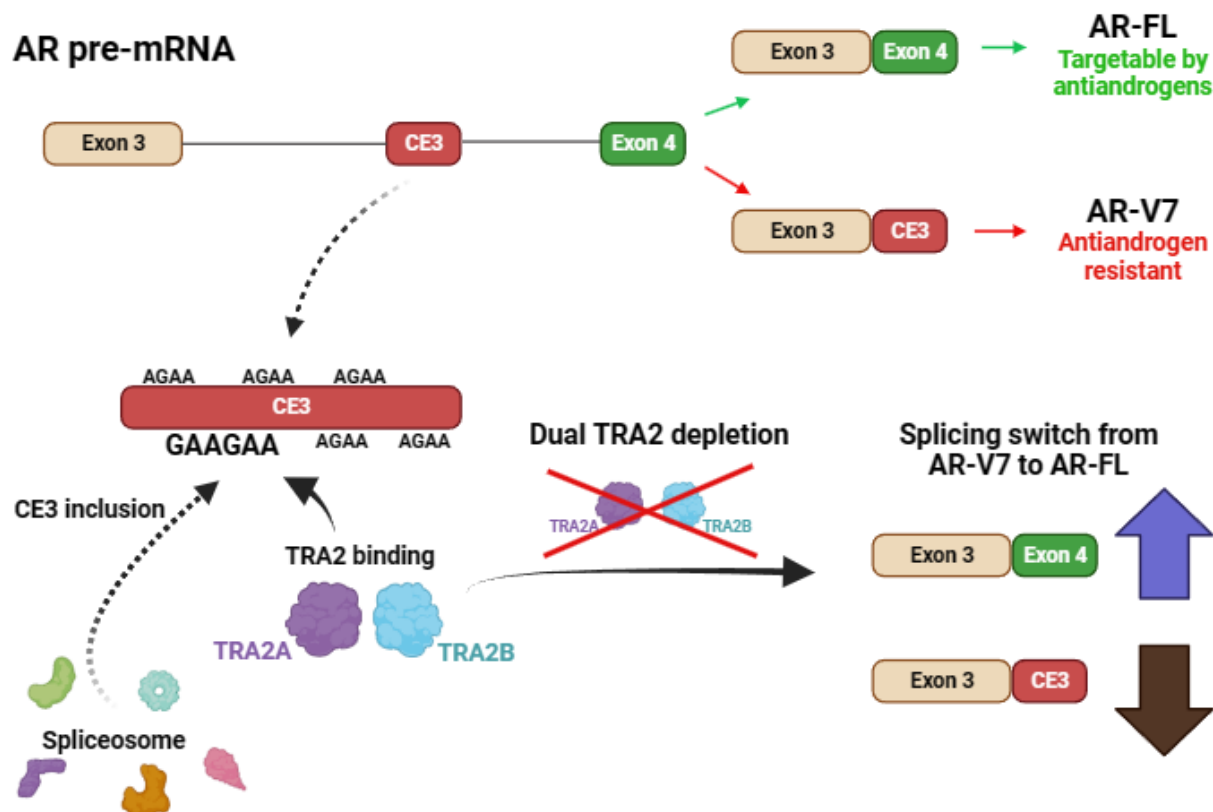 AR pre-mRNA
Exon 3
CE3
Exon 4
Exon 3
Exon 4
AR-FL
Targetable by
antiandrogens
Exon 3
CE3
AR-V7
Antiandrogen
resistant
AGAA AGAA AGAA
CE3
GAAGAA AGAA AGAA
CE3 inclusion
TRA2 binding
TRA2A
TRA2B
Spliceosome
Dual TRA2 depletion
TRA2A
TRA2B
Splicing switch from
AR-V7 to AR-FL
Exon 3
Exon 4
Exon 3
CE3